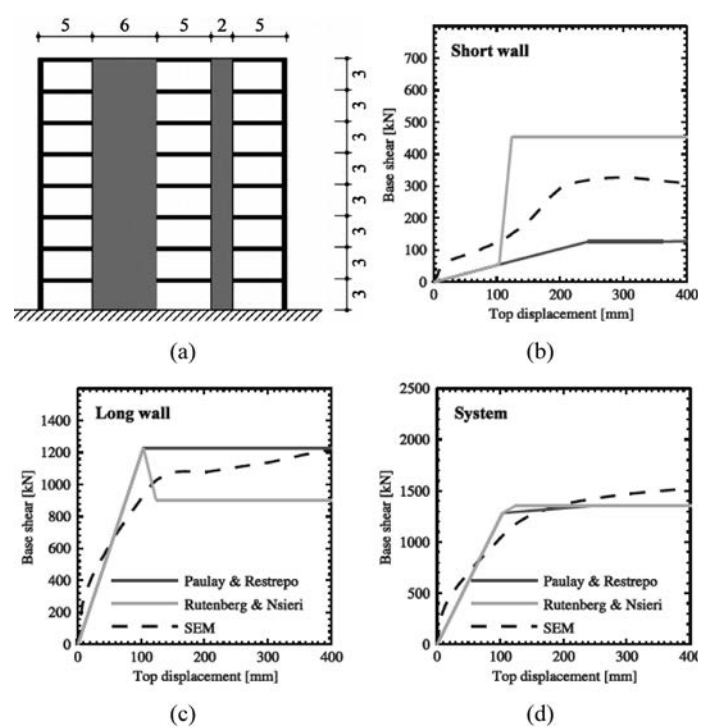 5 6 5 2 5
3
3
3
3
3
3
3
3
(a)
Short wall
Base shear [kN]
700
600
500
400
300
200
100
0
0 100 200 300 400
Top displacement [mm]
(b)
Long wall
Base shear [kN]
1400
1200
1000
800
600
400
200
0
0 100 200 300 400
Top displacement [mm]
Paulay & Restrepo
Rutenberg & Nsieri
SEM
(c)
System
Base shear [kN]
2500
2000
1500
1000
500
0
0 100 200 300 400
Top displacement [mm]
Paulay & Restrepo
Rutenberg & Nsieri
SEM
(d)